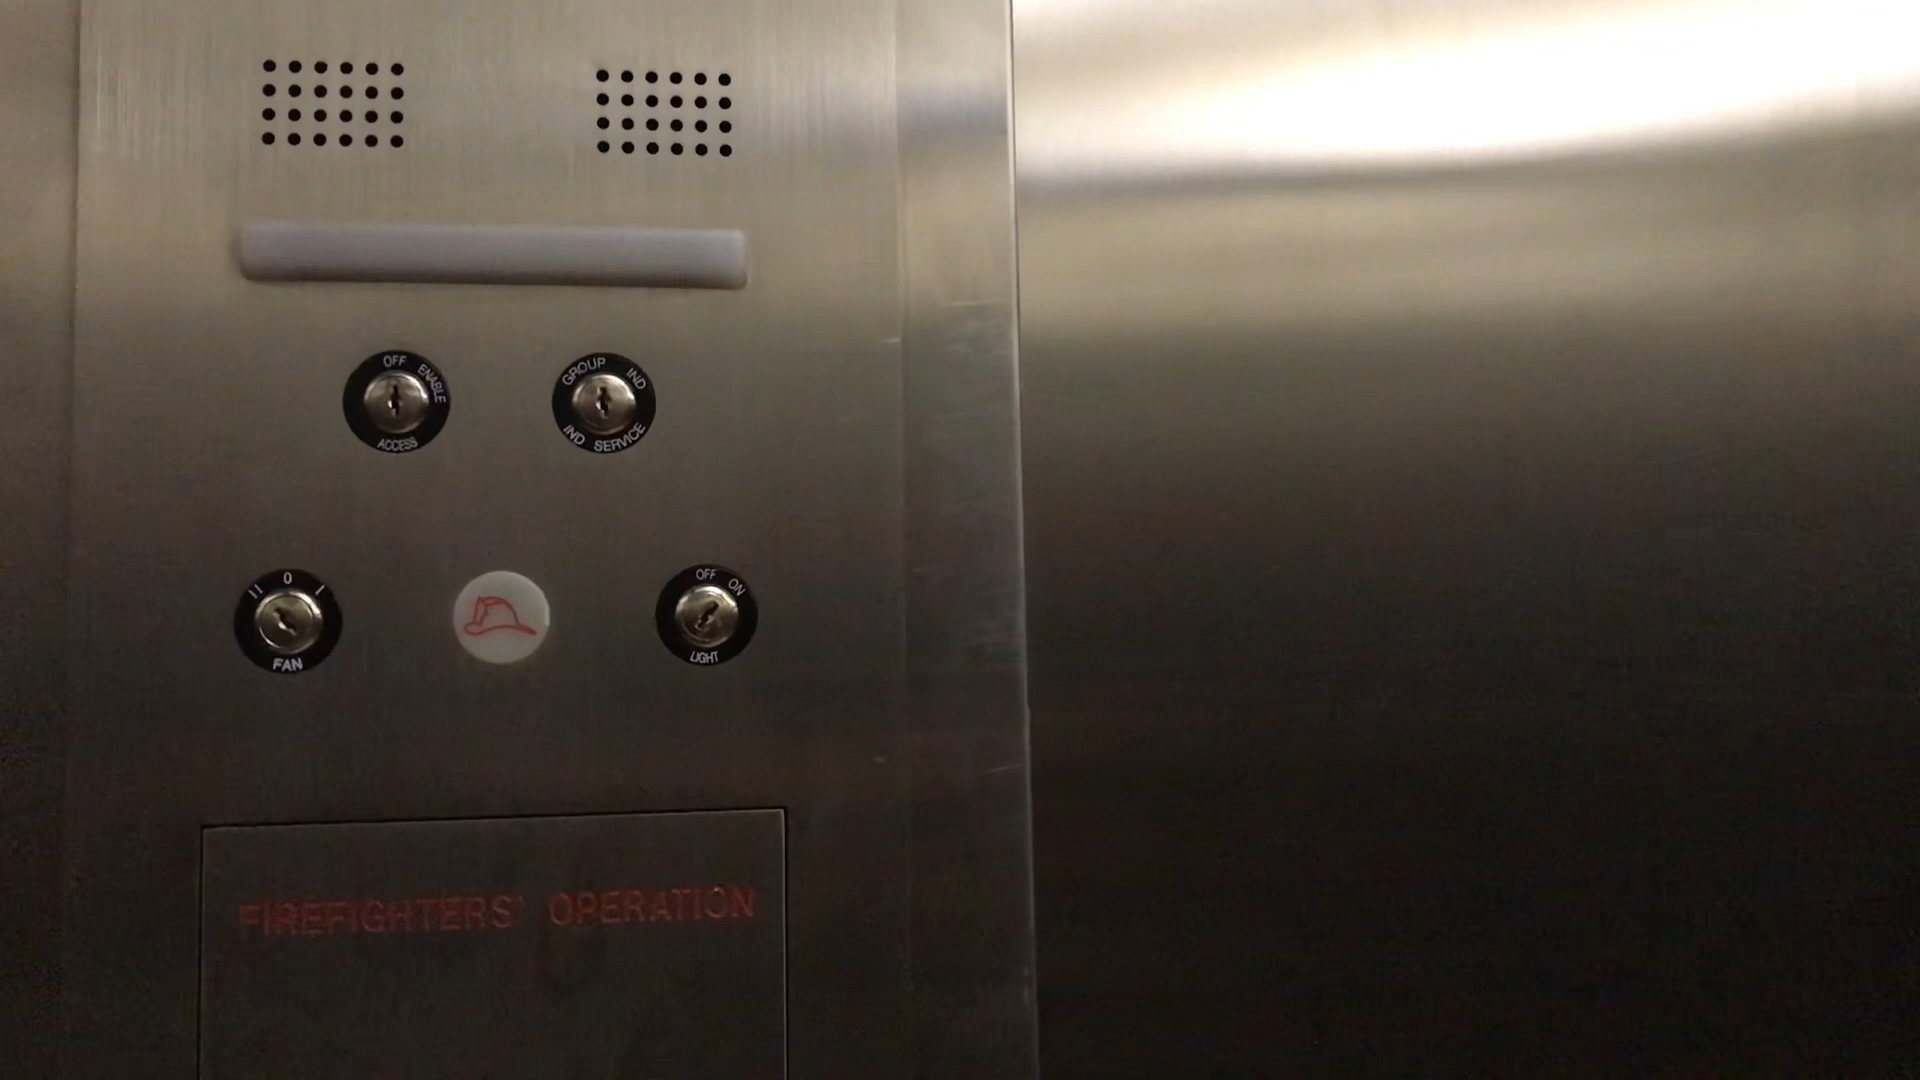 OFF ENABLE
ACCESS
GROUP IND
IND SERVICE
II 0 I
FAN
OFF ON
LIGHT
FIREFIGHTERS' OPERATION